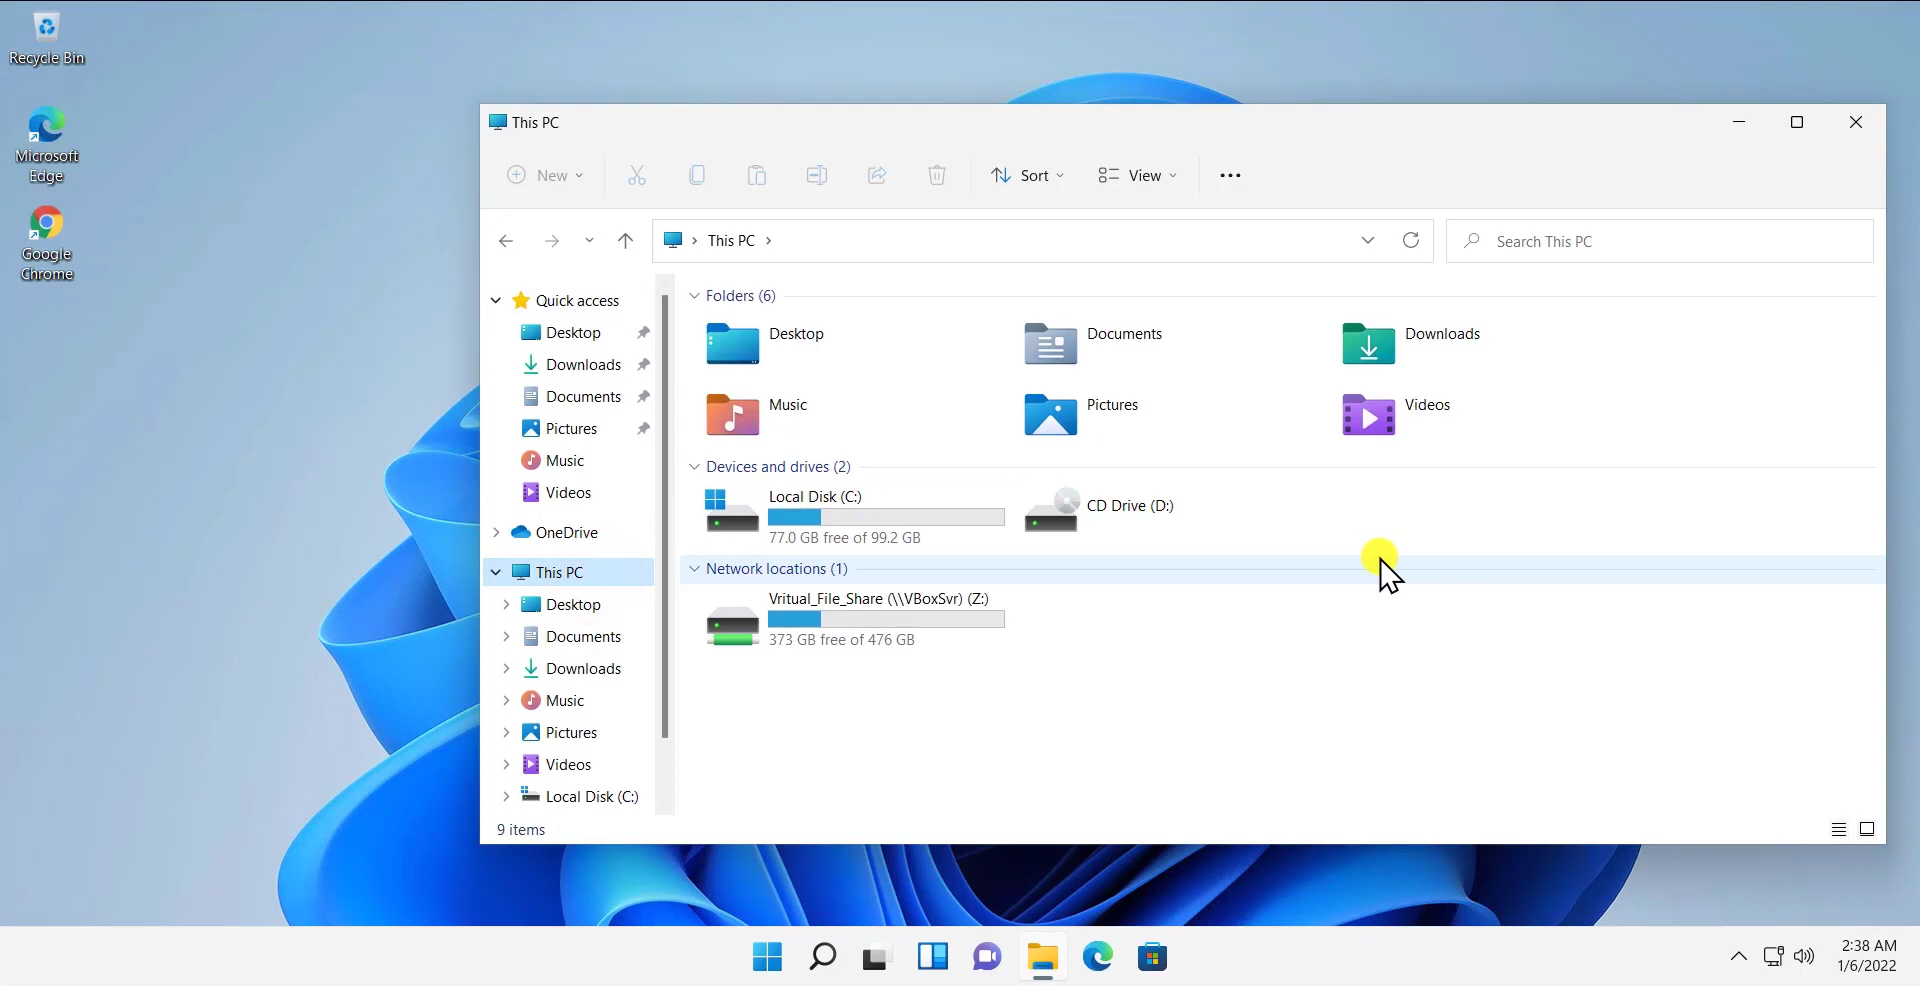 Recycle Bin
Microsoft
Edge
Google
Chrome
This PC
New
Sort
View
This PC
Search This PC
Quick access
Desktop
Downloads
Documents
Pictures
Music
Videos
OneDrive
This PC
Desktop
Documents
Downloads
Music
Pictures
Videos
Local Disk (C:)
Folders (6)
Desktop
Documents
Downloads
Music
Pictures
Videos
Devices and drives (2)
Local Disk (C:)
77.0 GB free of 99.2 GB
CD Drive (D:)
Network locations (1)
Vritual_File_Share (\\VBoxSvr) (Z:)
373 GB free of 476 GB
9 items
2:38 AM
1/6/2022